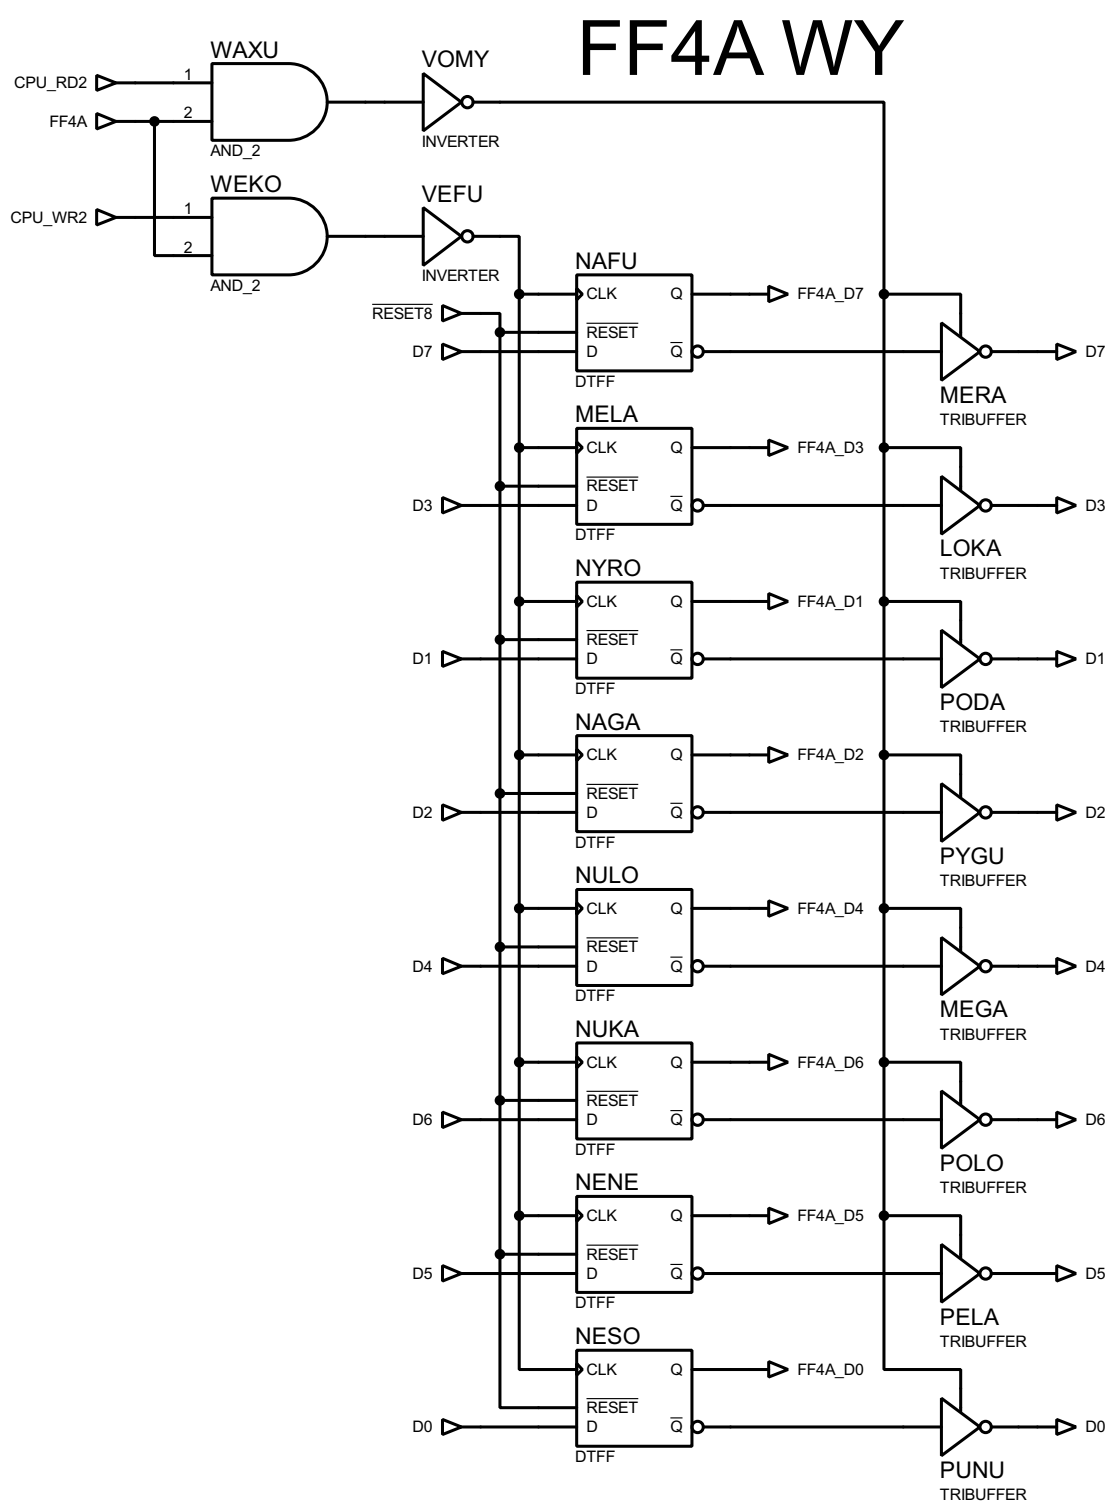 FF4A WY
WAXU
CPU_RD2
1
FF4A
2
AND_2
VOMY
INVERTER
WEKO
CPU_WR2
1
2
AND_2
VEFU
INVERTER
RESET8
NAFU
CLK Q FF4A_D7
RESET
D7 D Q D7
DTFF
MERA
TRIBUFFER
MELA
CLK Q FF4A_D3
RESET
D3 D Q D3
DTFF
LOKA
TRIBUFFER
NYRO
CLK Q FF4A_D1
RESET
D1 D Q D1
DTFF
PODA
TRIBUFFER
NAGA
CLK Q FF4A_D2
RESET
D2 D Q D2
DTFF
PYGU
TRIBUFFER
NULO
CLK Q FF4A_D4
RESET
D4 D Q D4
DTFF
MEGA
TRIBUFFER
NUKA
CLK Q FF4A_D6
RESET
D6 D Q D6
DTFF
POLO
TRIBUFFER
NENE
CLK Q FF4A_D5
RESET
D5 D Q D5
DTFF
PELA
TRIBUFFER
NESO
CLK Q FF4A_D0
RESET
D0 D Q D0
DTFF
PUNU
TRIBUFFER